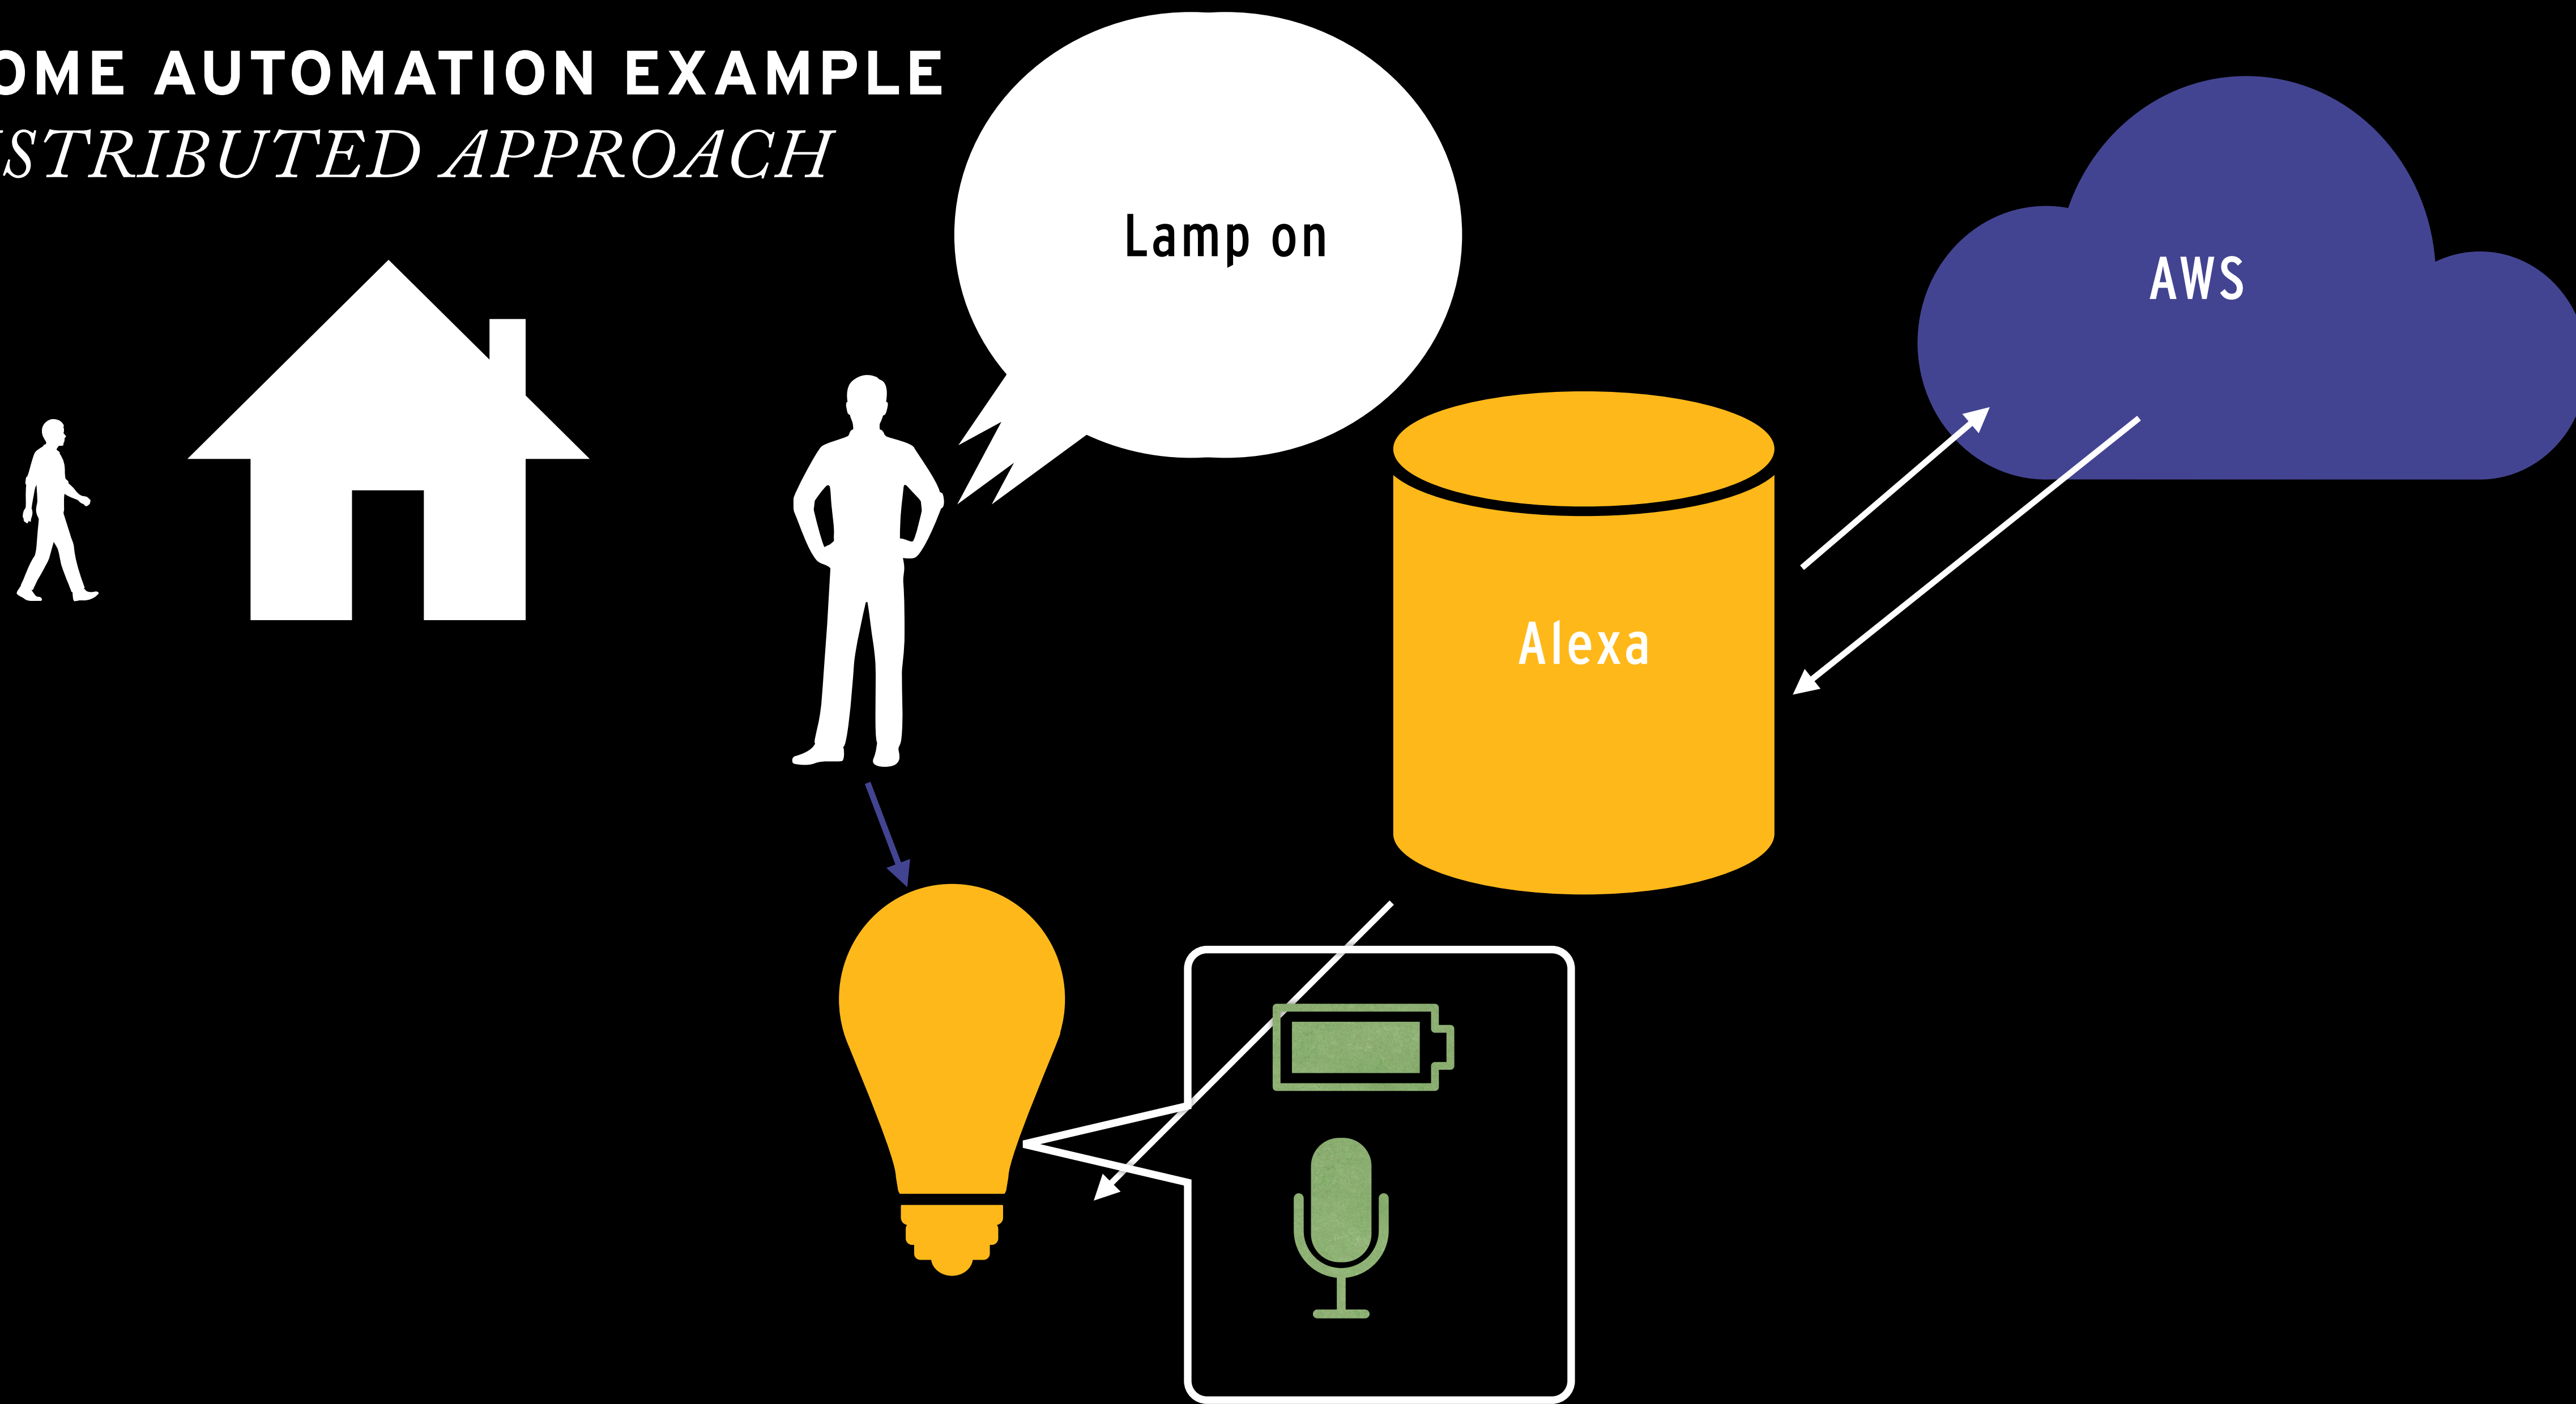 OME AUTOMATION EXAMPLE
STRIBUTED APPROACH
Lamp on
AWS
Alexa